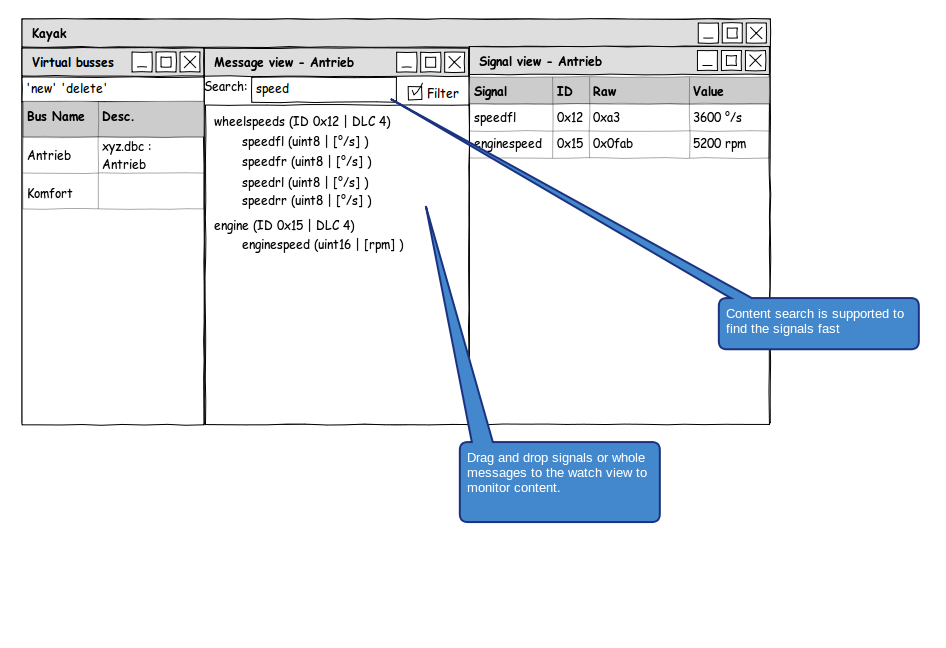 Kayak
Virtual busses
'new' 'delete'
Bus Name Desc.
Antrieb xyz.dbc :
Antrieb
Komfort
Message view - Antrieb
Search: speed Filter
wheelspeeds (ID 0x12 | DLC 4)
speedfl (uint8 | [°/s] )
speedfr (uint8 | [°/s] )
speedrl (uint8 | [°/s] )
speedrr (uint8 | [°/s] )
engine (ID 0x15 | DLC 4)
enginespeed (uint16 | [rpm] )
Signal view - Antrieb
Signal ID Raw Value
speedfl 0x12 0xa3 3600 °/s
enginespeed 0x15 0x0fab 5200 rpm
Content search is supported to
find the signals fast
Drag and drop signals or whole
messages to the watch view to
monitor content.